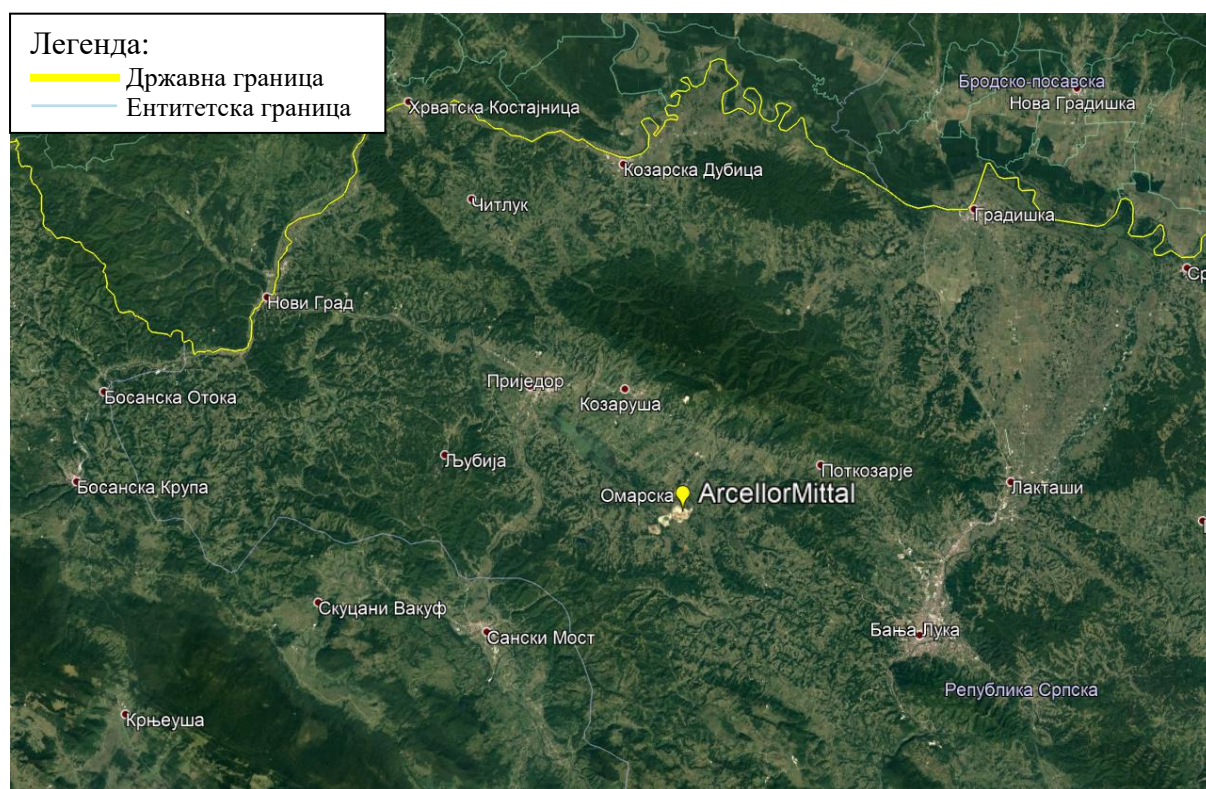 Легенда:
Државна граница
Ентитетска граница
Бродско-посавска
Нова Градишка
Хрватска Костајница
Козарска Дубица
Читлук
Градишка
Ср
Нови Град
Приједор
Босанска Отока
Козаруша
Љубија
Поткозарје
Босанска Крупа
Омарска
ArcellorMittal
Лакташи
Скуцани Вакуф
Сански Мост
Бања Лука
Република Српска
Крњеуша